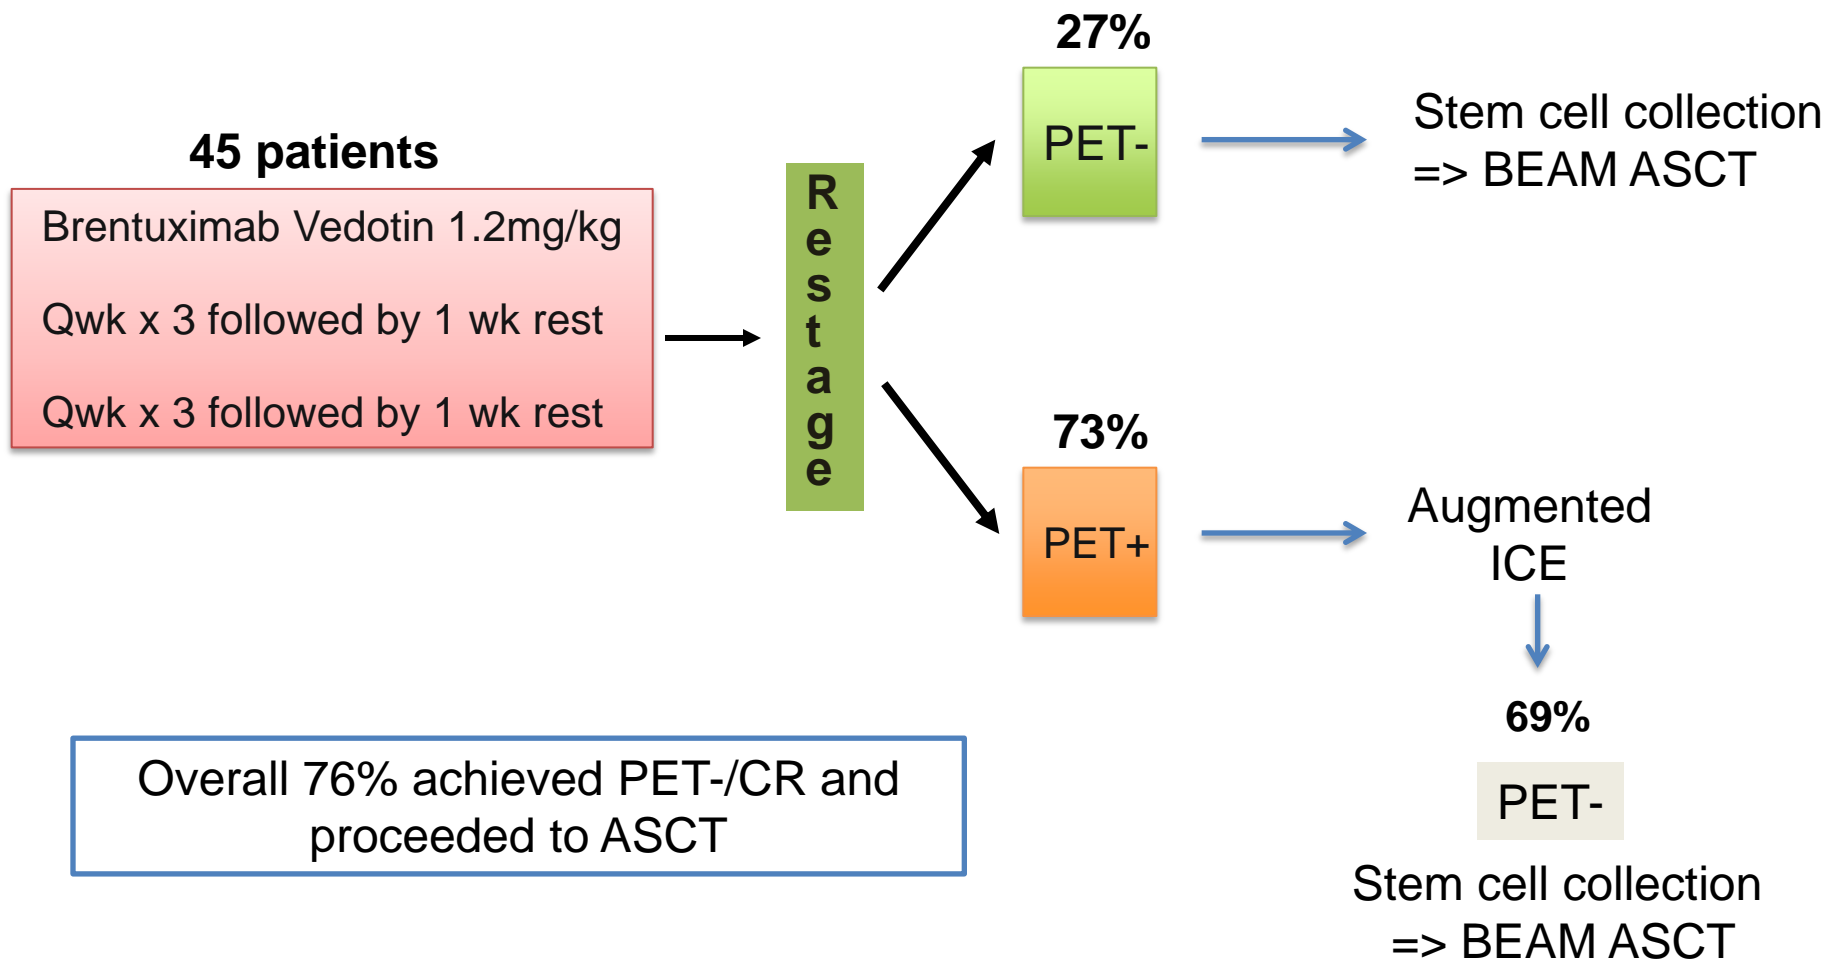 45 patients
Brentuximab Vedotin 1.2mg/kg
Qwk x 3 followed by 1 wk rest
Qwk x 3 followed by 1 wk rest
Restage
27%
PET-
Stem cell collection
=> BEAM ASCT
73%
PET+
Augmented
ICE
69%
PET-
Stem cell collection
=> BEAM ASCT
Overall 76% achieved PET-/CR and
proceeded to ASCT